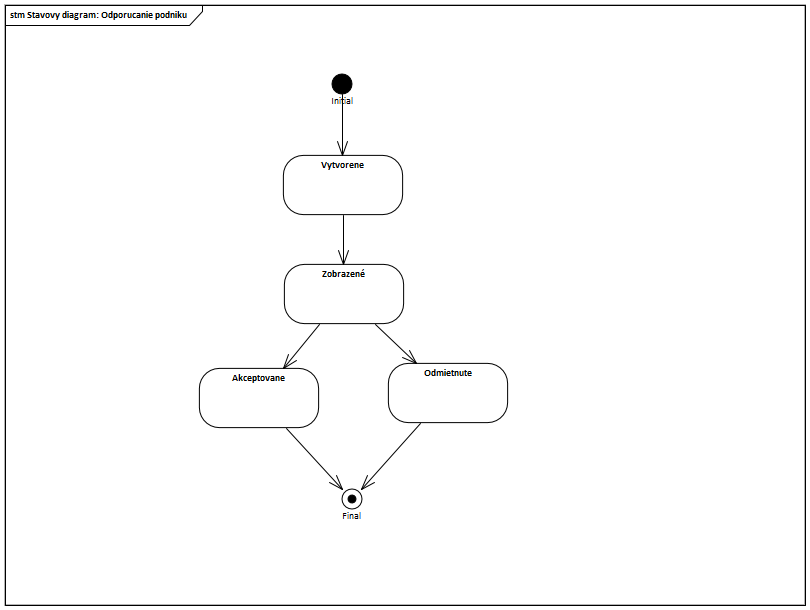 stm Stavovy diagram: Odporucanie podniku
Initial
Vytvorene
Zobrazené
Akceptovane
Odmietnute
Final